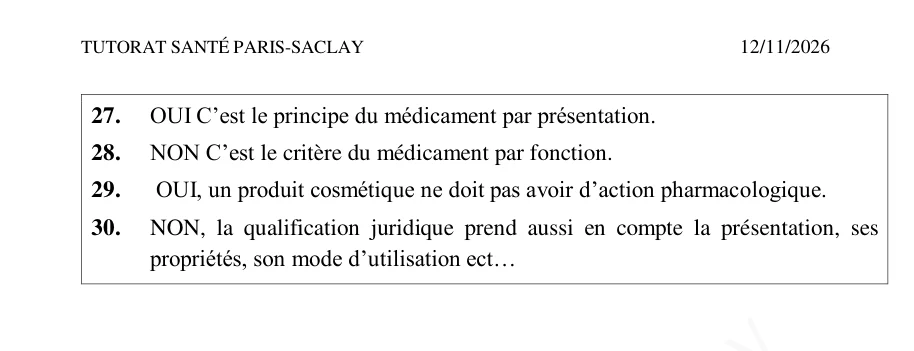 TUTORAT SANTÉ PARIS-SACLAY 12/11/2026
27. OUI C’est le principe du médicament par présentation.
28. NON C’est le critère du médicament par fonction.
29. OUI, un produit cosmétique ne doit pas avoir d’action pharmacologique.
30. NON, la qualification juridique prend aussi en compte la présentation, ses
propriétés, son mode d’utilisation ect…